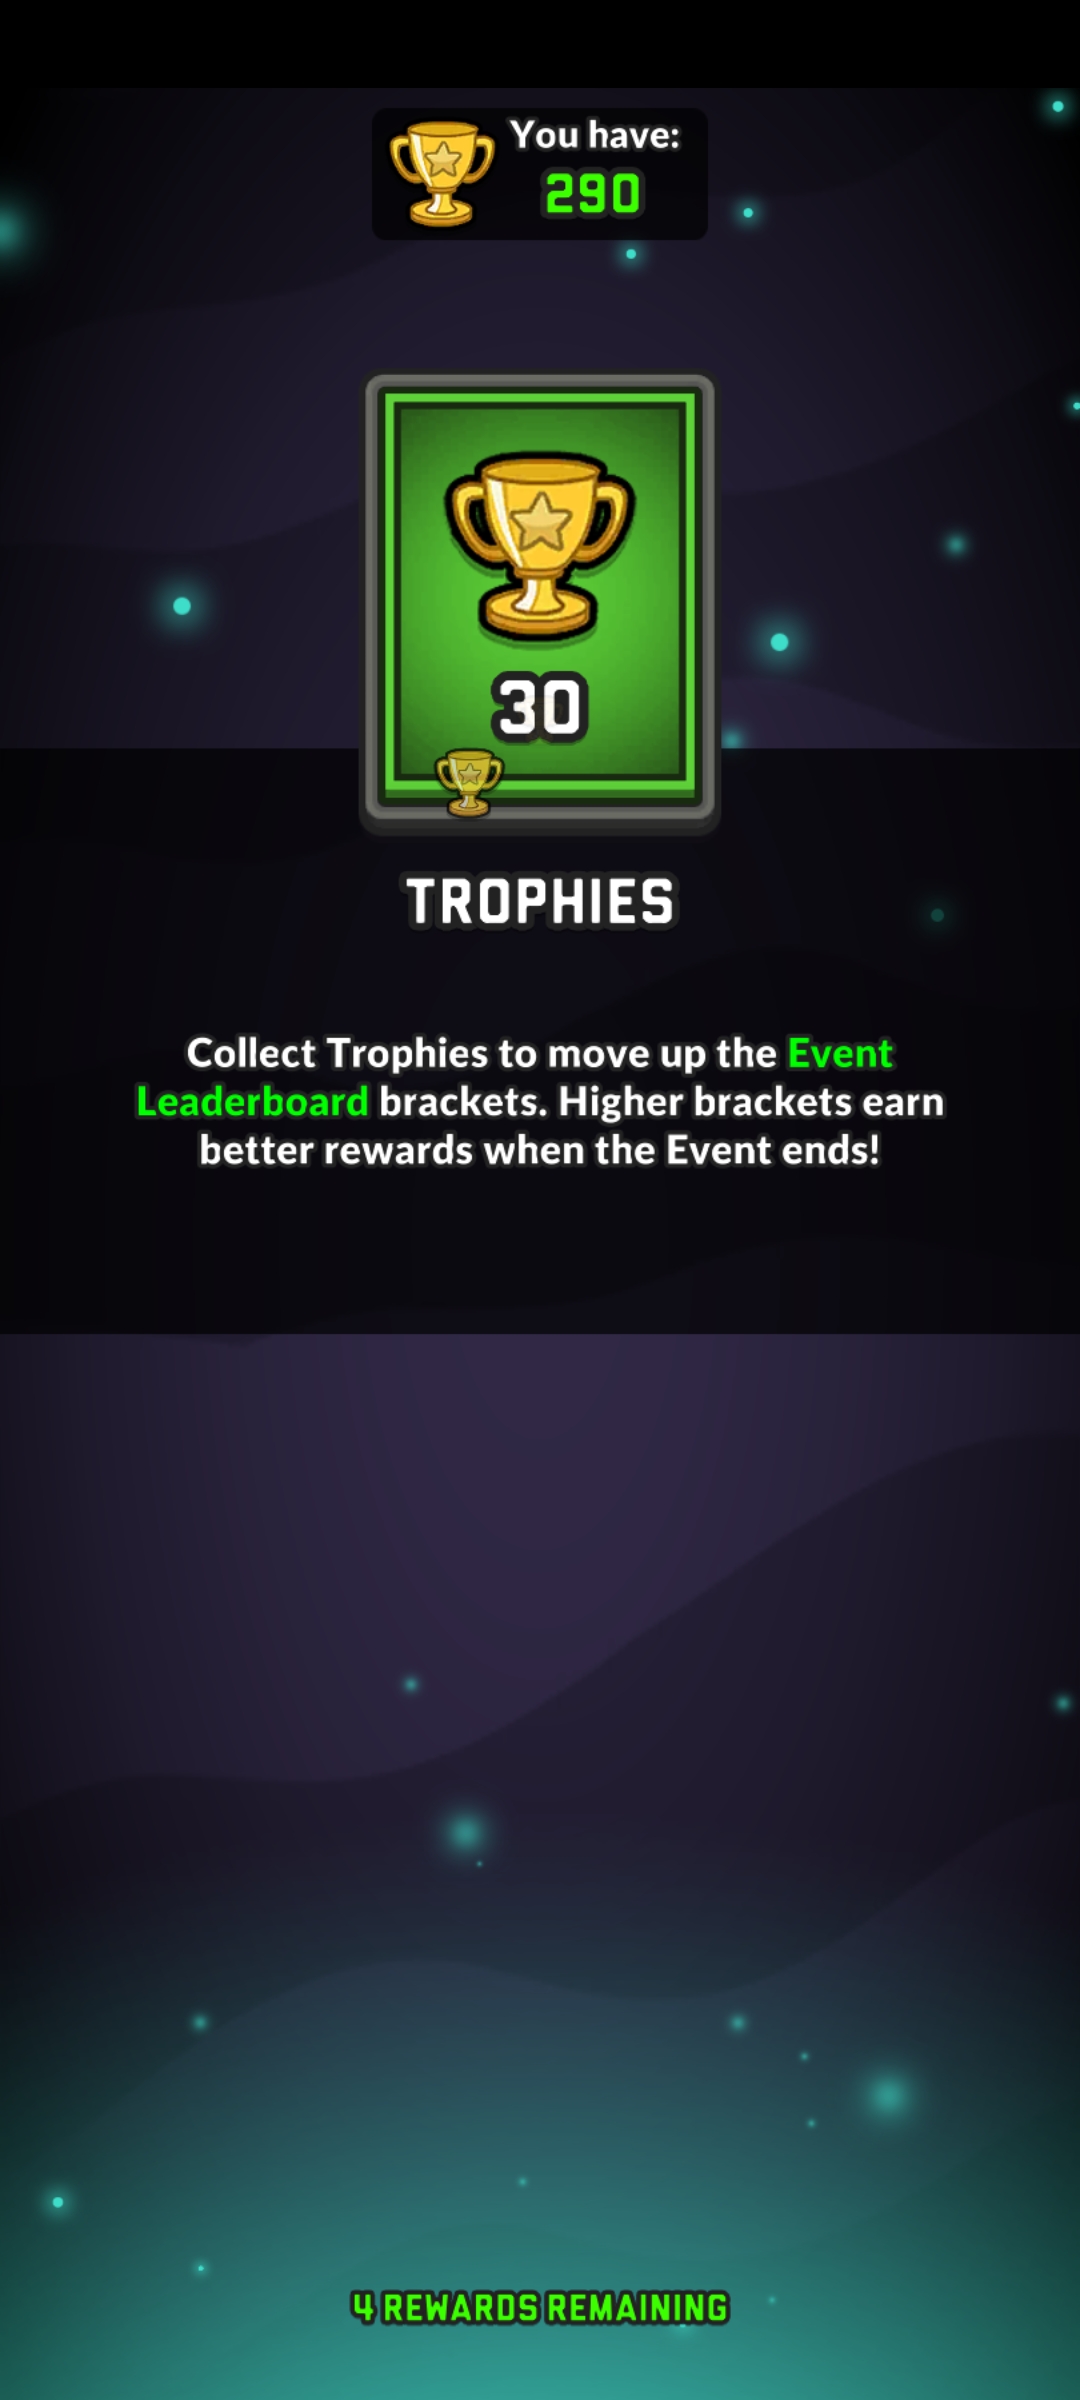 You have:
290
30
TROPHIES
Collect Trophies to move up the Event
Leaderboard brackets. Higher brackets earn
better rewards when the Event ends!
4 REWARDS REMAINING